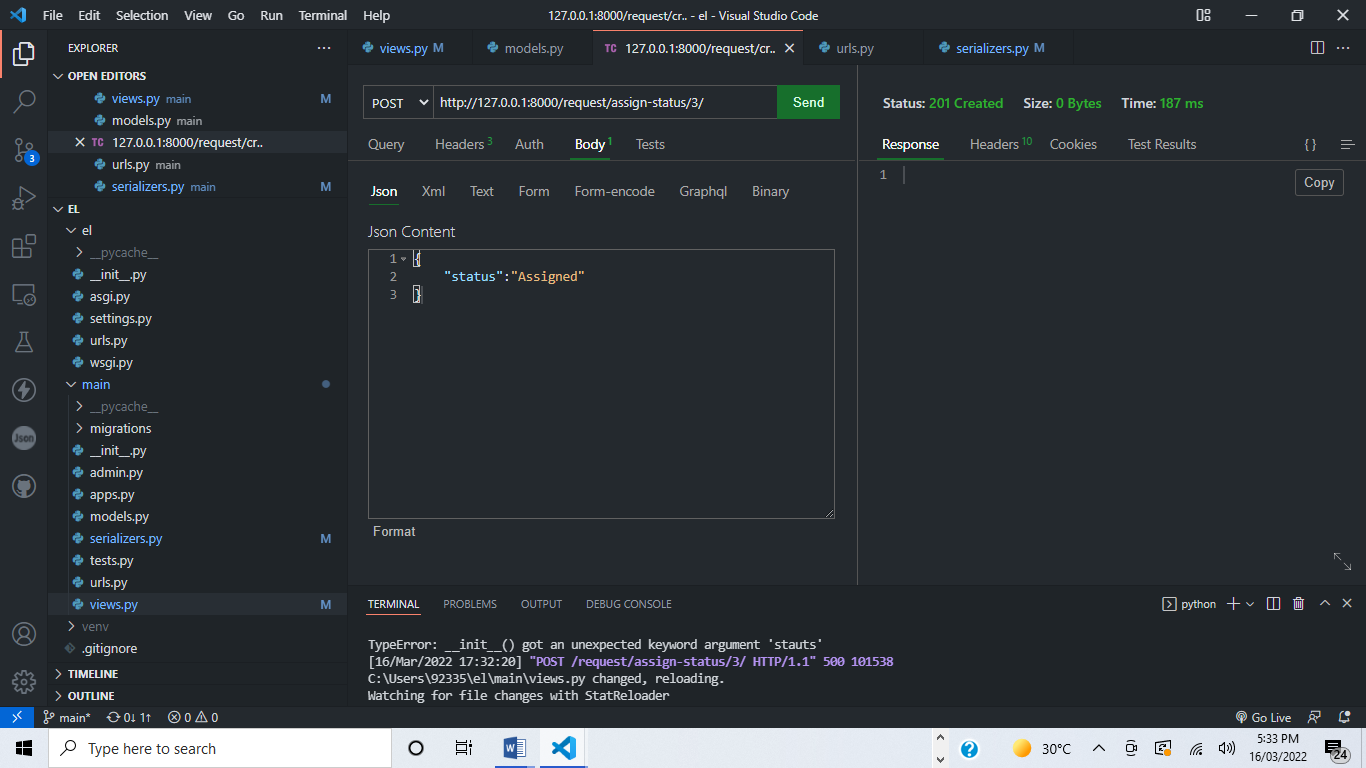 File Edit Selection View Go Run Terminal Help 127.0.0.1:8000/request/cr.. - el - Visual Studio Code
EXPLORER
OPEN EDITORS
views.py main M
models.py main
TC 127.0.0.1:8000/request/cr..
urls.py main
serializers.py main M
EL
el
__pycache__
__init__.py
asgi.py
settings.py
urls.py
wsgi.py
main
__pycache__
migrations
__init__.py
admin.py
apps.py
models.py
serializers.py M
tests.py
urls.py
views.py M
venv
.gitignore
TIMELINE
OUTLINE
3
Json
views.py M models.py TC 127.0.0.1:8000/request/cr.. urls.py serializers.py M
POST http://127.0.0.1:8000/request/assign-status/3/ Send
Query Headers 3 Auth Body 1 Tests
Json Xml Text Form Form-encode Graphql Binary
Json Content
1 {
2 "status":"Assigned"
3 }
Format
Status: 201 Created Size: 0 Bytes Time: 187 ms
Response Headers 10 Cookies Test Results { }
1
Copy
TERMINAL PROBLEMS OUTPUT DEBUG CONSOLE python
TypeError: __init__() got an unexpected keyword argument 'stauts'
[16/Mar/2022 17:32:20] "POST /request/assign-status/3/ HTTP/1.1" 500 101538
C:\Users\92335\el\main\views.py changed, reloading.
Watching for file changes with StatReloader
main* 0↓ 1↑ 0 0 Go Live
Type here to search W ? 30°C 5:33 PM
16/03/2022 24